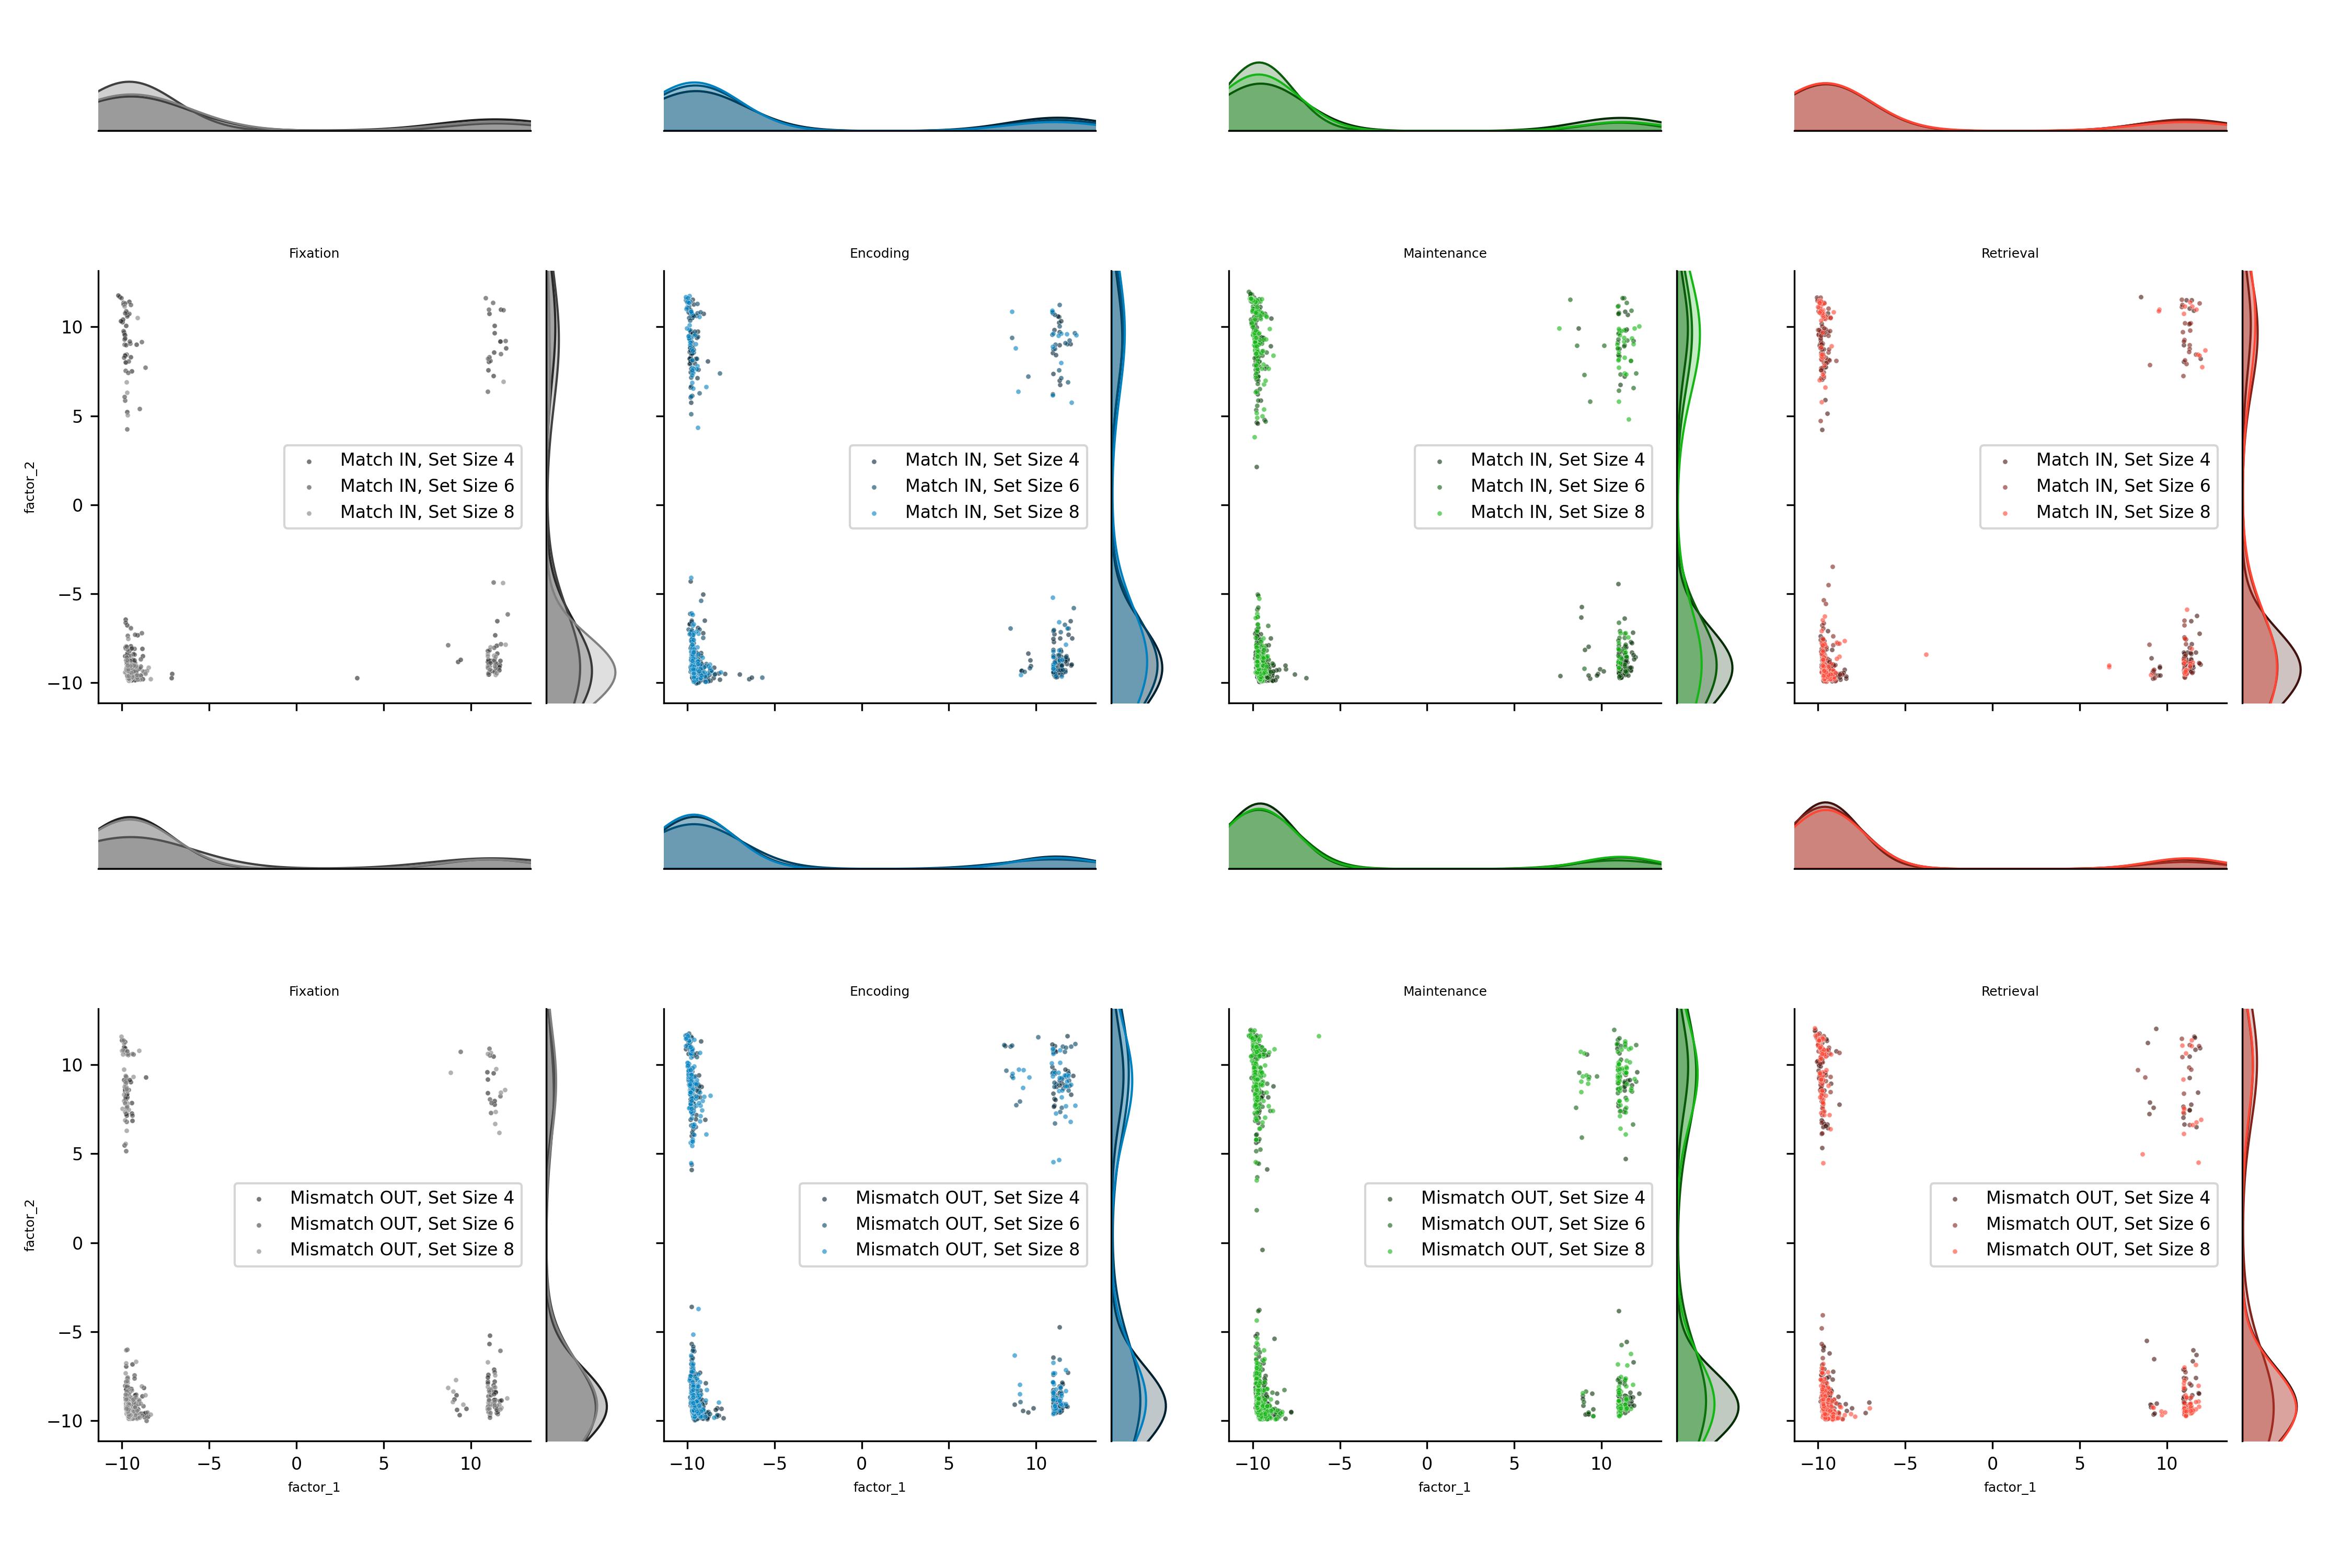 Fixation
Encoding
Maintenance
Retrieval
factor_2
10
5
0
−5
−10
Match IN, Set Size 4
Match IN, Set Size 6
Match IN, Set Size 8
Match IN, Set Size 4
Match IN, Set Size 6
Match IN, Set Size 8
Match IN, Set Size 4
Match IN, Set Size 6
Match IN, Set Size 8
Match IN, Set Size 4
Match IN, Set Size 6
Match IN, Set Size 8
Fixation
Encoding
Maintenance
Retrieval
factor_2
10
5
0
−5
−10
Mismatch OUT, Set Size 4
Mismatch OUT, Set Size 6
Mismatch OUT, Set Size 8
Mismatch OUT, Set Size 4
Mismatch OUT, Set Size 6
Mismatch OUT, Set Size 8
Mismatch OUT, Set Size 4
Mismatch OUT, Set Size 6
Mismatch OUT, Set Size 8
Mismatch OUT, Set Size 4
Mismatch OUT, Set Size 6
Mismatch OUT, Set Size 8
−10 −5 0 5 10
factor_1
−10 −5 0 5 10
factor_1
−10 −5 0 5 10
factor_1
−10 −5 0 5 10
factor_1